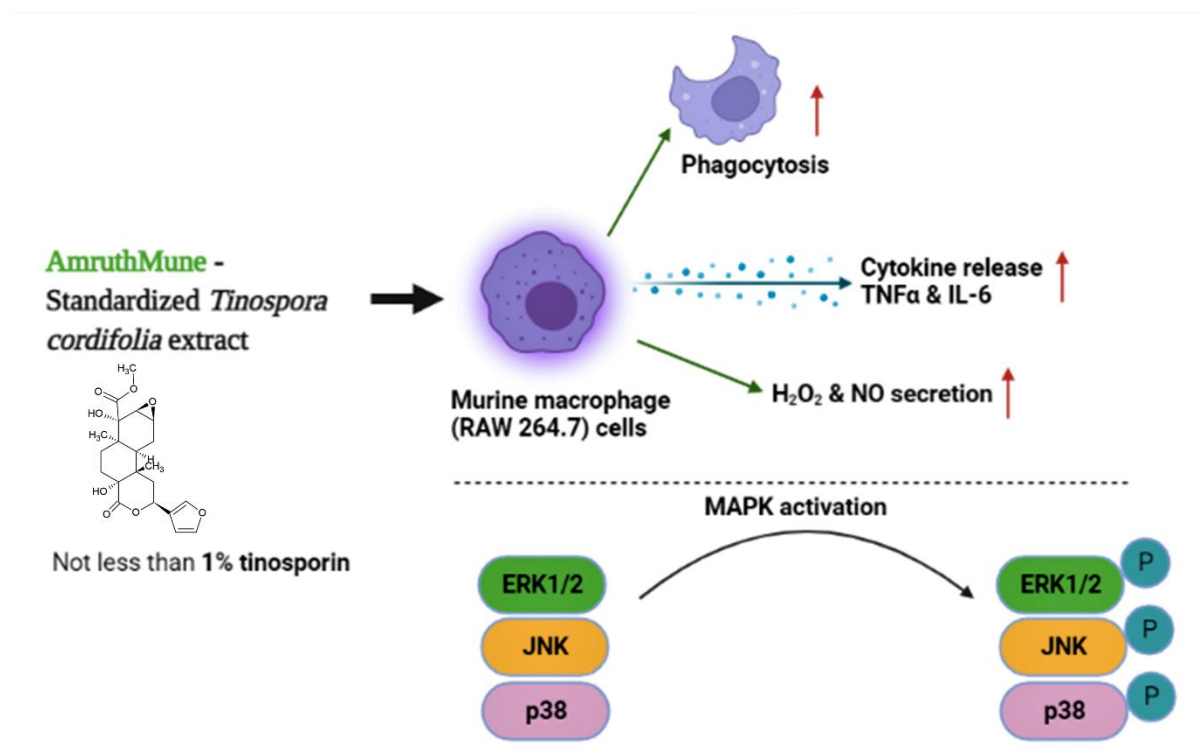 AmruthMune -
Standardized Tinospora
cordifolia extract
H₃C
O
O
HO
O
H₃C
H
CH₃
HO
O
O
O
Not less than 1% tinosporin
Phagocytosis
Cytokine release
TNFα & IL-6
H₂O₂ & NO secretion
Murine macrophage
(RAW 264.7) cells
MAPK activation
ERK1/2
JNK
p38
ERK1/2
P
JNK
P
p38
P